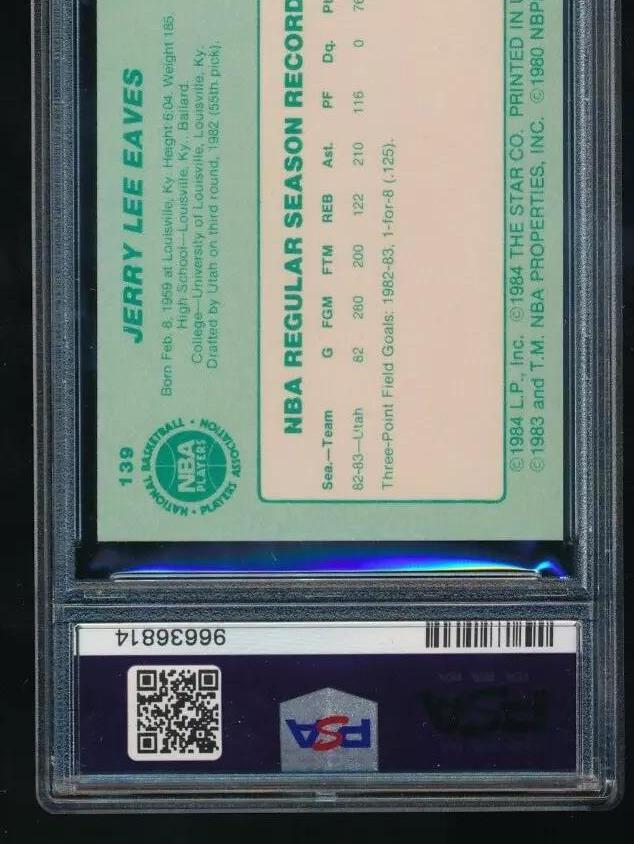 139
NATIONAL BASKETBALL
PLAYERS ASSOCIATION
NBA
PLAYERS
JERRY LEE EAVES
Born Feb. 8, 1959 at Louisville, Ky. Height 6:04. Weight 185.
High School—Louisville, Ky., Ballard.
College—University of Louisville, Louisville, Ky.
Drafted by Utah on third round, 1982 (55th pick).
NBA REGULAR SEASON RECORD
Sea.—Team G FGM FTM REB Ast. PF Dq.
82-83—Utah 82 280 200 122 210 116 0 76
Three-Point Field Goals: 1982-83, 1-for-8 (.125).
©1984 L.P., Inc. ©1984 THE STAR CO. PRINTED IN
©1983 and T.M. NBA PROPERTIES, INC. ©1980 NBP
96636814
PSA
PSA